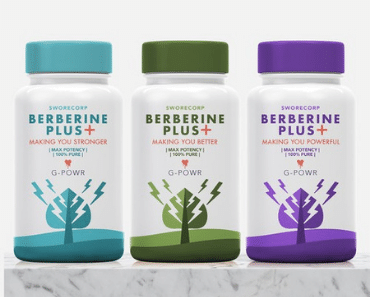 SWORECORP
BERBERINE
PLUS+
MAKING YOU STRONGER
[ MAX POTENCY ]
[ 100% PURE ]
G-POWR
SWORECORP
BERBERINE
PLUS+
MAKING YOU BETTER
[ MAX POTENCY ]
[ 100% PURE ]
G-POWR
SWORECORP
BERBERINE
PLUS+
MAKING YOU POWERFUL
[ MAX POTENCY ]
[ 100% PURE ]
G-POWR